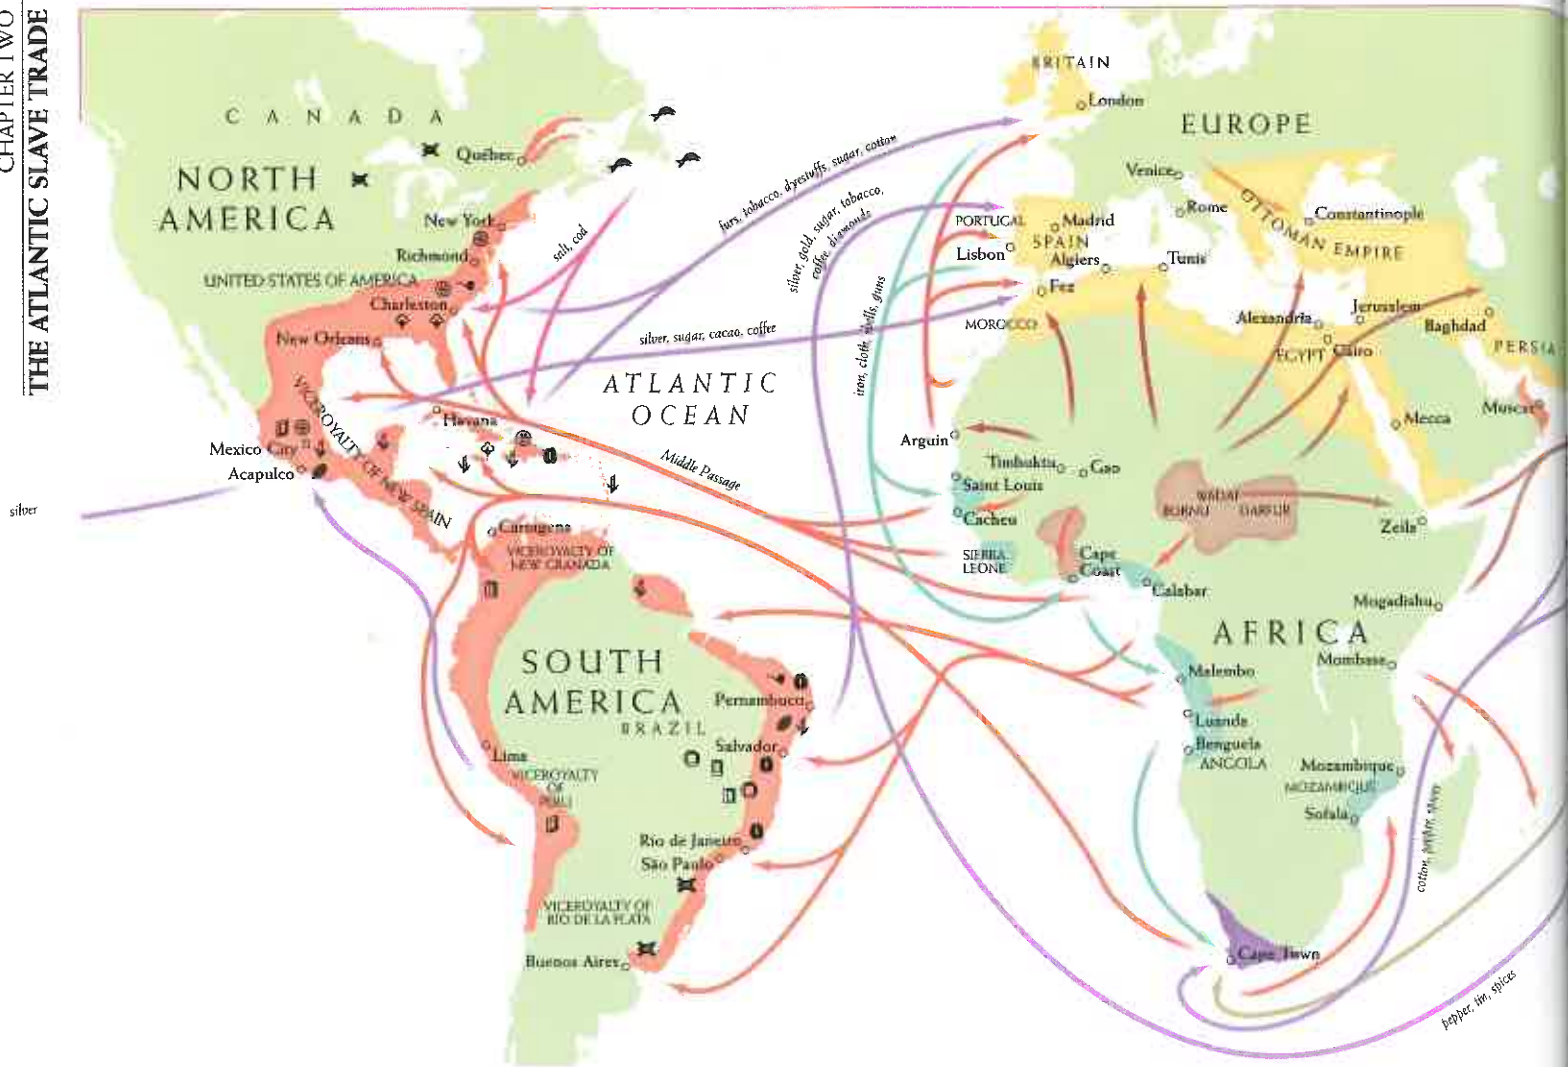 CHAPTER TWO
THE ATLANTIC SLAVE TRADE
CANADA
Québec
NORTH
AMERICA
New York
Richmond
UNITED STATES OF AMERICA
Charleston
New Orleans
VICEROYALTY OF NEW SPAIN
Havana
Mexico City
Acapulco
silver
Cartagena
VICEROYALTY OF
NEW GRANADA
SOUTH
AMERICA
BRAZIL
Pernambuco
Salvador
Lima
VICEROYALTY
OF
PERU
Rio de Janeiro
São Paulo
VICEROYALTY OF
RIO DE LA PLATA
Buenos Aires
salt, cod
furs, tobacco, dyestuffs, sugar, cotton
silver, gold, sugar, tobacco,
coffee, diamonds
silver, sugar, cacao, coffee
iron, cloth, shells, guns
ATLANTIC
OCEAN
Middle Passage
BRITAIN
London
EUROPE
Venice
Rome
Constantinople
OTTOMAN EMPIRE
PORTUGAL
Madrid
SPAIN
Lisbon
Algiers
Tunis
Fez
MOROCCO
Alexandria
Jerusalem
Baghdad
EGYPT
Cairo
PERSIA
Mecca
Muscat
Arguin
Timbuktu
Gao
Saint Louis
Cacheu
WADAI
BORNU
DARFUR
Zeila
SIERRA
LEONE
Cape
Coast
Calabar
Mogadishu
AFRICA
Mombasa
Malembo
Luanda
Benguela
ANGOLA
Mozambique
MOZAMBIQUE
Sofala
cotton, pepper, spices
Cape Town
pepper, tin, spices